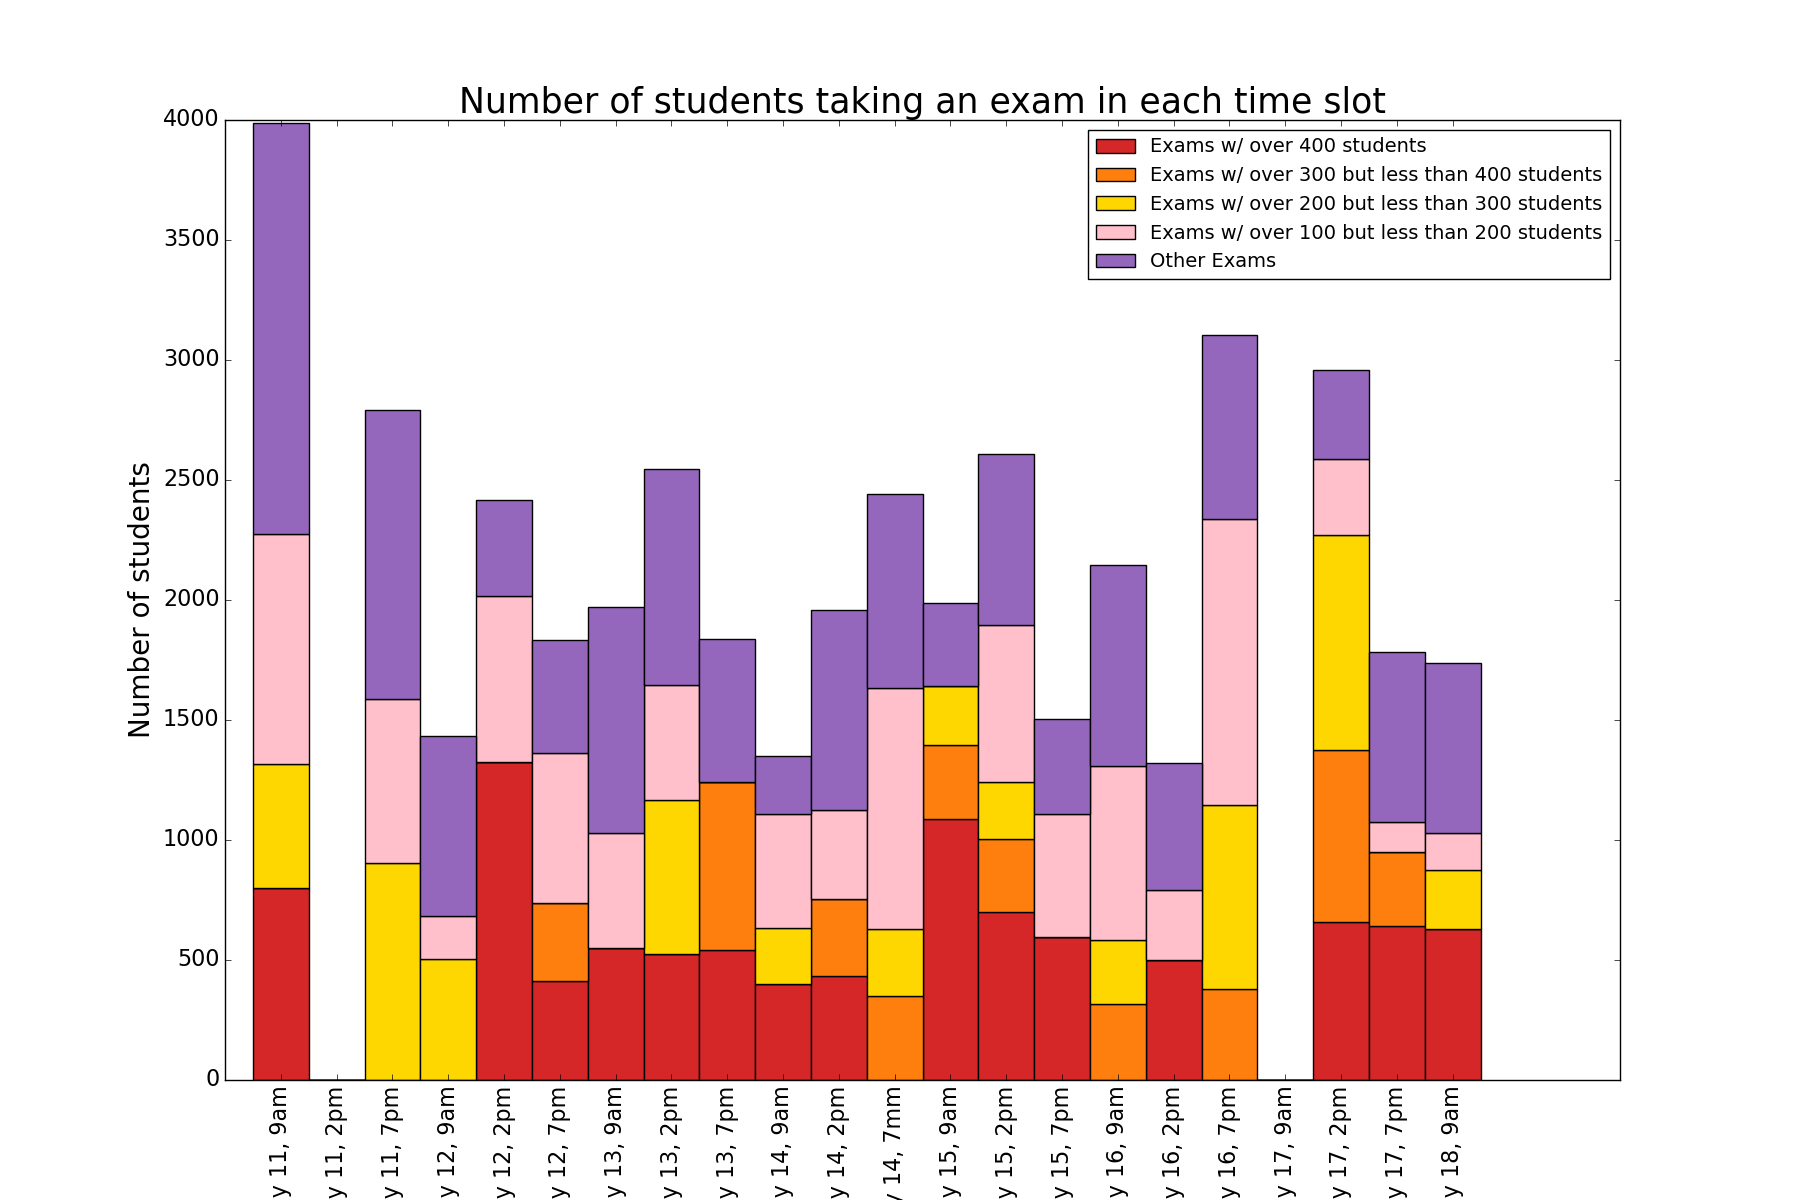 Number of students taking an exam in each time slot
4000
3500
3000
2500
2000
1500
1000
500
0
Number of students
Exams w/ over 400 students
Exams w/ over 300 but less than 400 students
Exams w/ over 200 but less than 300 students
Exams w/ over 100 but less than 200 students
Other Exams
y 11, 9am
y 11, 2pm
y 11, 7pm
y 12, 9am
y 12, 2pm
y 12, 7pm
y 13, 9am
y 13, 2pm
y 13, 7pm
y 14, 9am
y 14, 2pm
y 14, 7mm
y 15, 9am
y 15, 2pm
y 15, 7pm
y 16, 9am
y 16, 2pm
y 16, 7pm
y 17, 9am
y 17, 2pm
y 17, 7pm
y 18, 9am